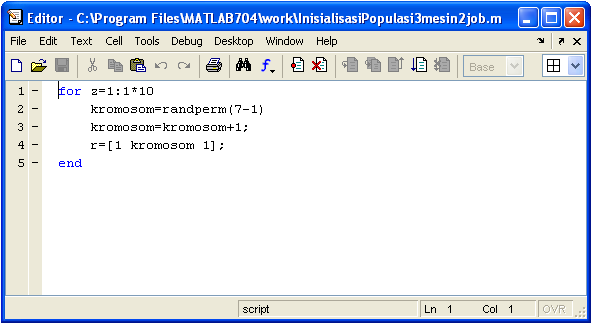 Editor - C:\Program Files\MATLAB704\work\InisialisasiPopulasi3mesin2job.m
File Edit Text Cell Tools Debug Desktop Window Help
Base
1 - for z=1:1*10
2 - kromosom=randperm(7-1)
3 - kromosom=kromosom+1;
4 - r=[1 kromosom 1];
5 - end
script Ln 1 Col 1 OVR